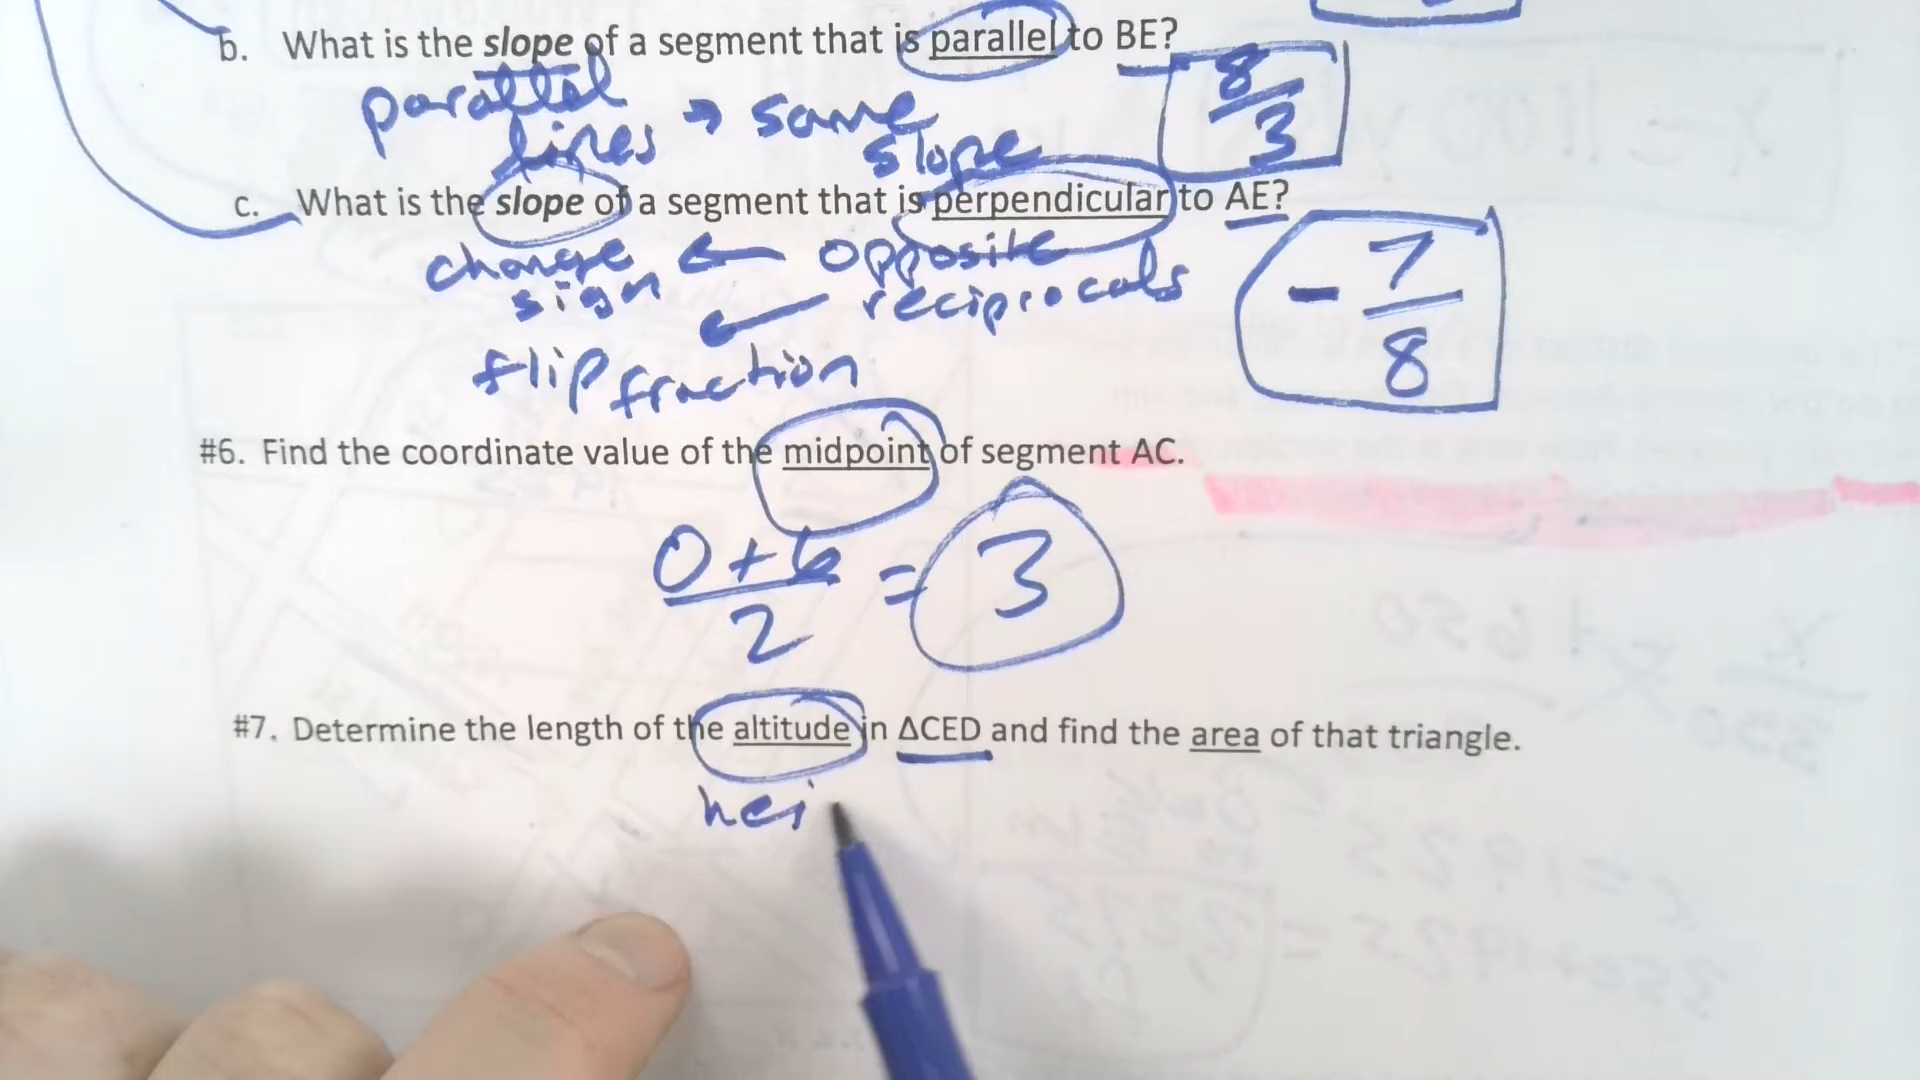 b. What is the slope of a segment that is parallel to BE?
parallel lines → same slope
8/3
c. What is the slope of a segment that is perpendicular to AE?
change sign ← opposite reciprocals
flip fraction
- 7/8
#6. Find the coordinate value of the midpoint of segment AC.
0+6/2 = 3
#7. Determine the length of the altitude in ΔCED and find the area of that triangle.
hei